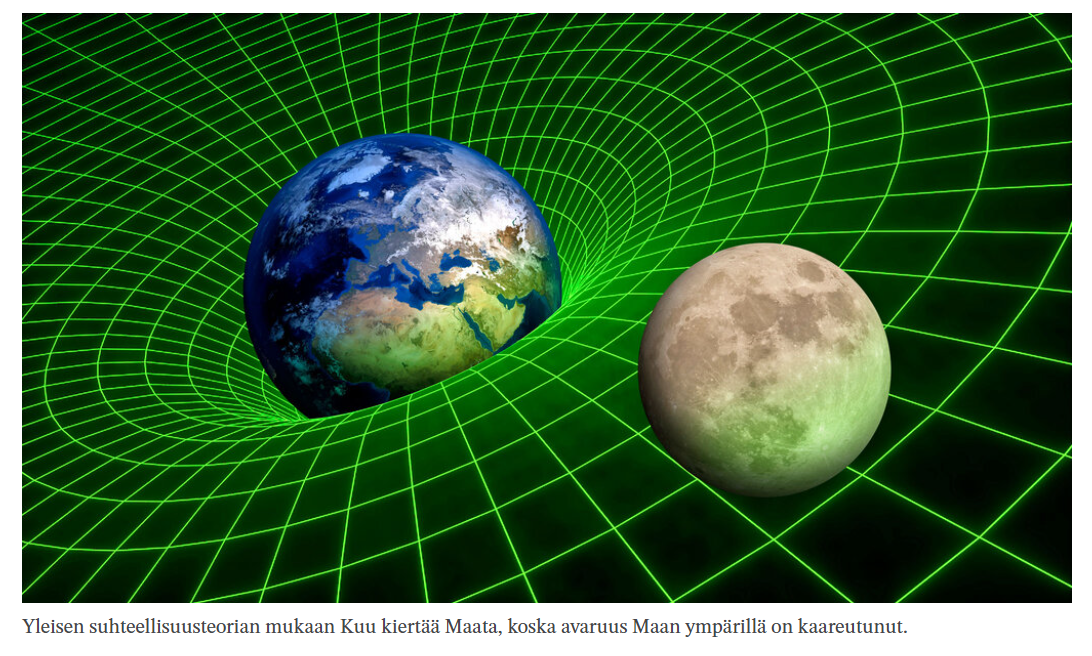 Yleisen suhteellisuusteorian mukaan Kuu kiertää Maata, koska avaruus Maan ympärillä on kaareutunut.